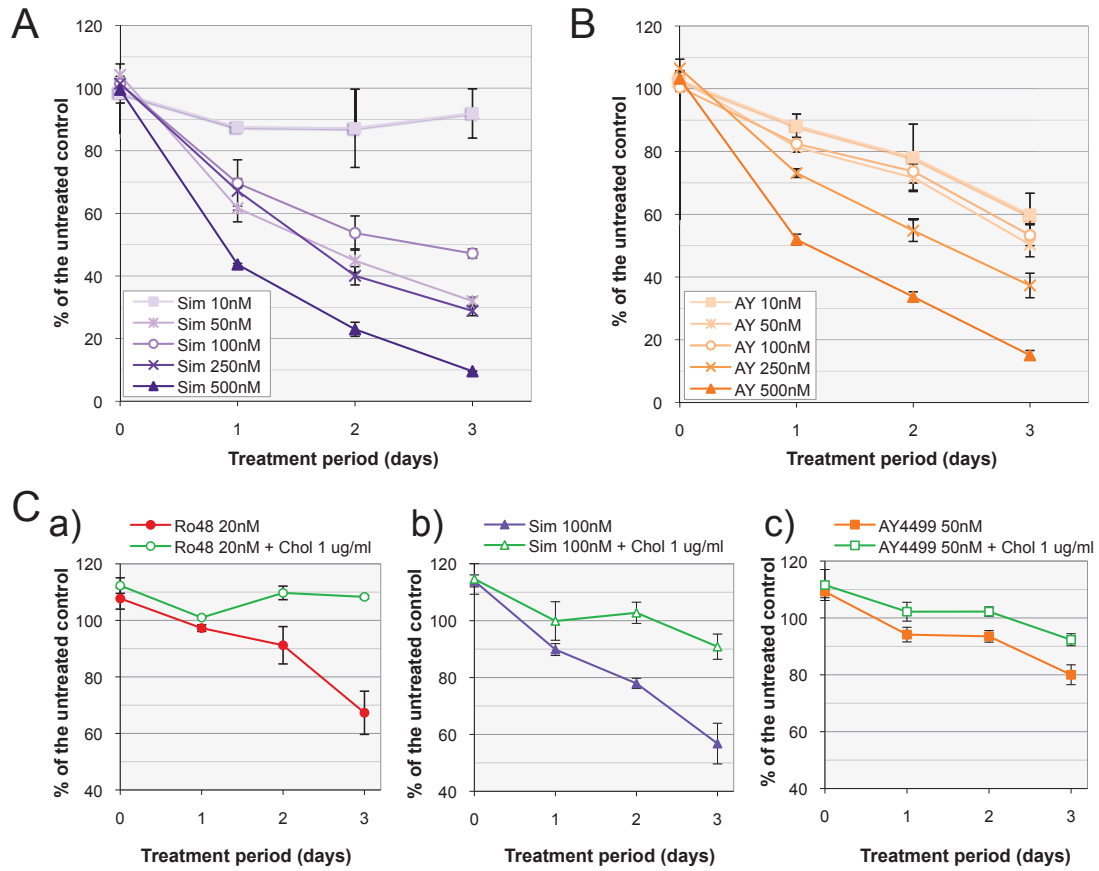 A
% of the untreated control
120
100
80
60
40
20
0
Sim 10nM
Sim 50nM
Sim 100nM
Sim 250nM
Sim 500nM
0 1 2 3
Treatment period (days)
B
% of the untreated control
120
100
80
60
40
20
0
AY 10nM
AY 50nM
AY 100nM
AY 250nM
AY 500nM
0 1 2 3
Treatment period (days)
C
a)
Ro48 20nM
Ro48 20nM + Chol 1 ug/ml
% of the untreated control
120
100
80
60
40
0 1 2 3
Treatment period (days)
b)
Sim 100nM
Sim 100nM + Chol 1 ug/ml
% of the untreated control
120
100
80
60
40
0 1 2 3
Treatment period (days)
c)
AY4499 50nM
AY4499 50nM + Chol 1 ug/ml
% of the untreated control
120
100
80
60
40
0 1 2 3
Treatment period (days)